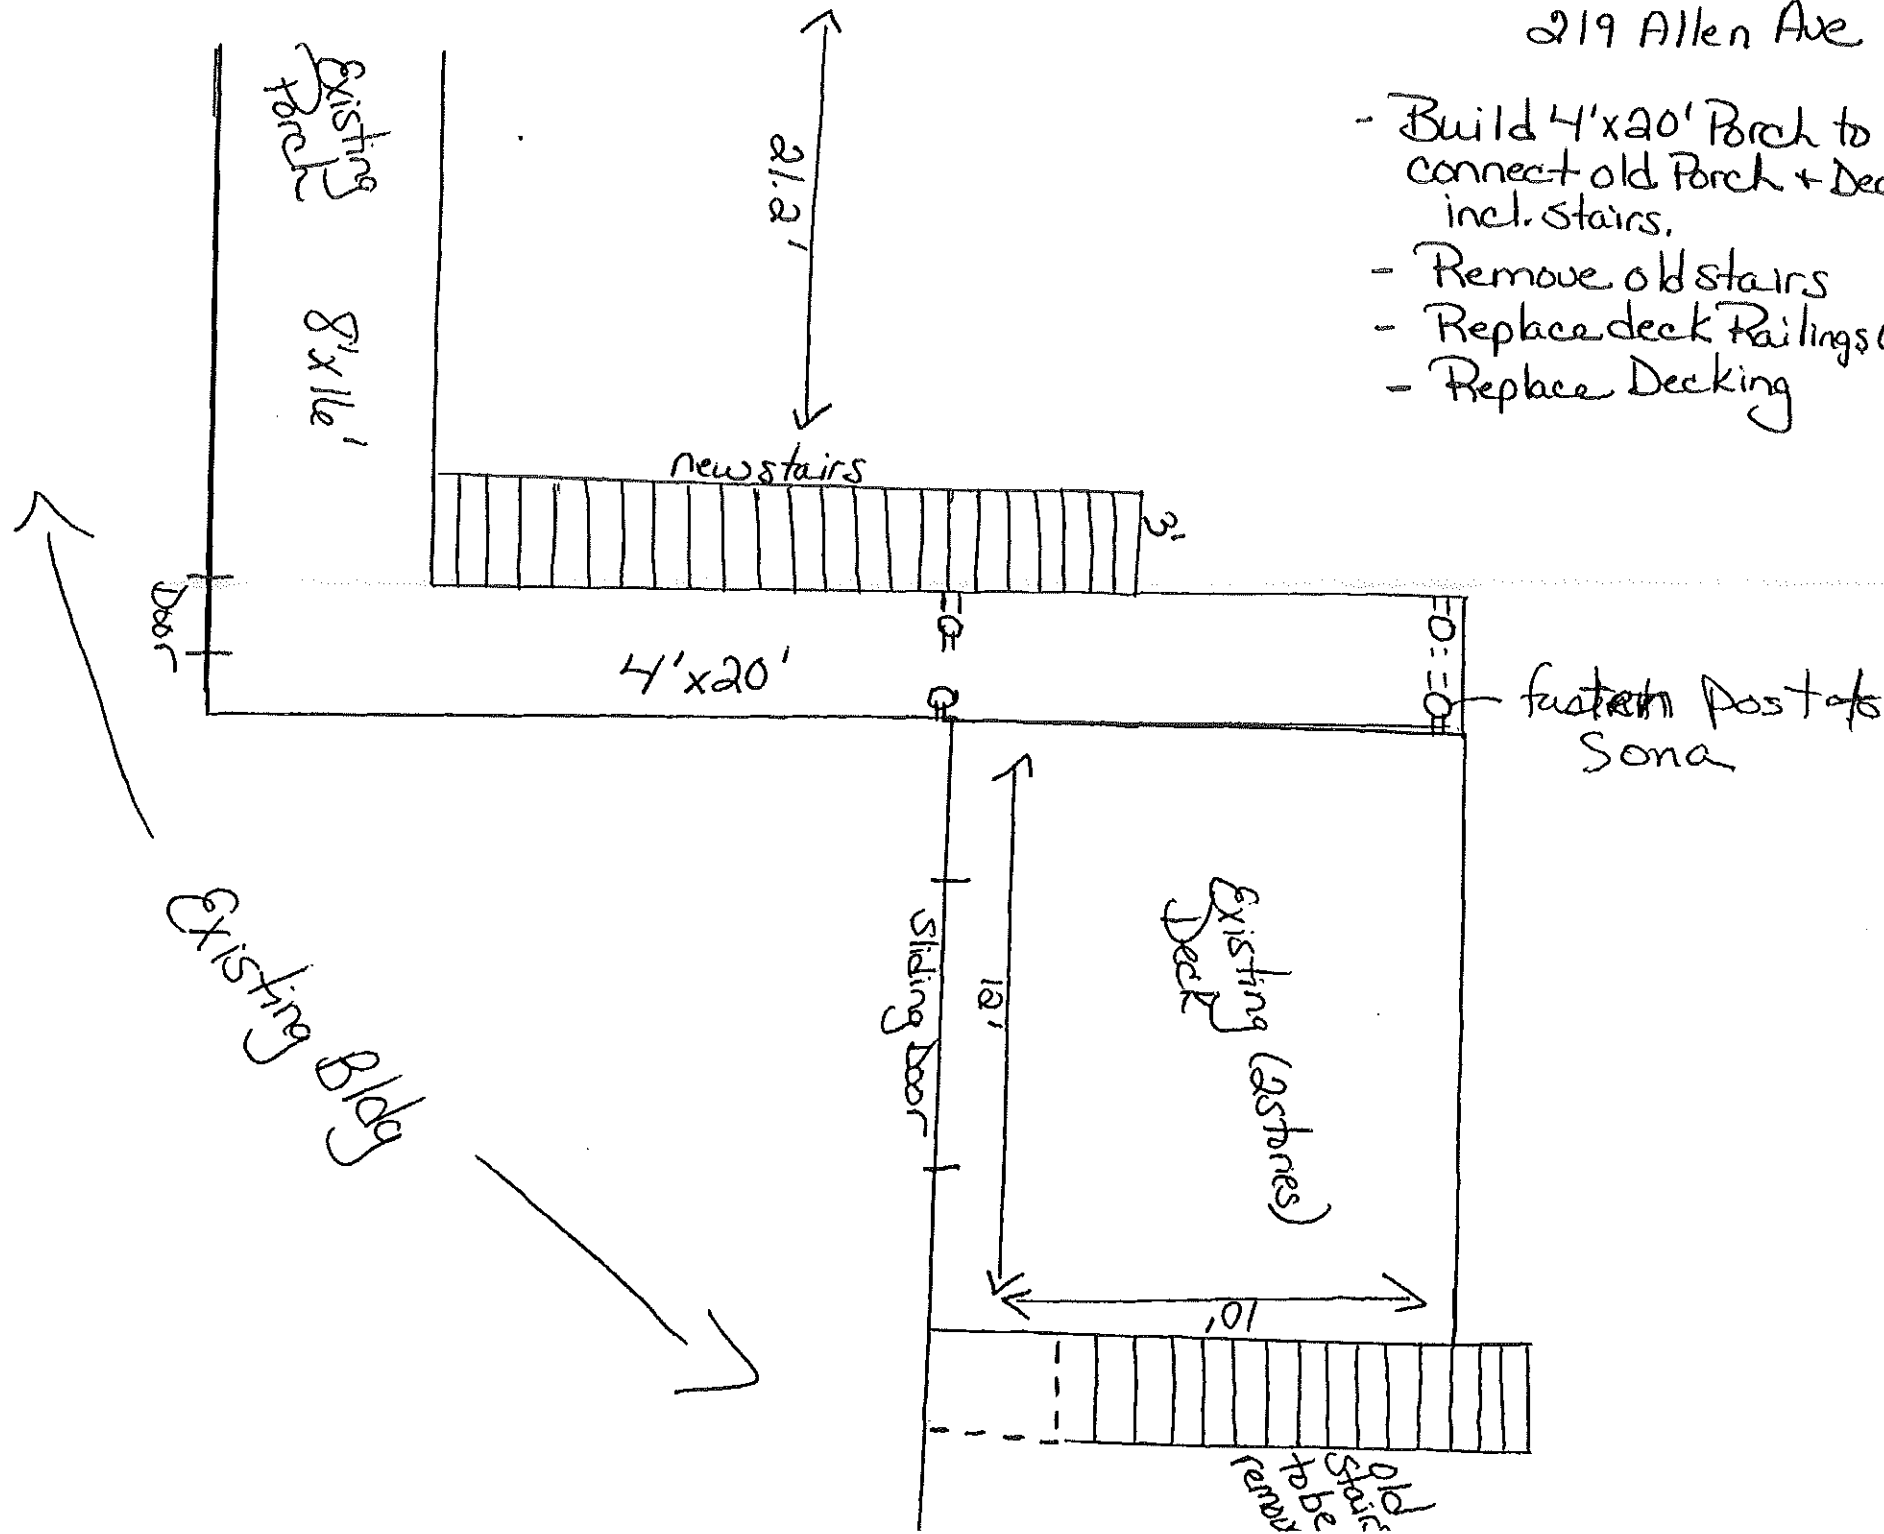 219 Allen Ave
- Build 4'x20' Porch to
connect old Porch + Dec
incl. stairs.
- Remove old stairs
- Replace deck Railings
- Replace Decking
Existing
Porch
8'x16'
21.2'
new stairs
3'
Door
4'x20'
post
Sona
Existing Bldg
Sliding Door
12'
Existing (2 stories)
Deck
10'
old
stairs
to be